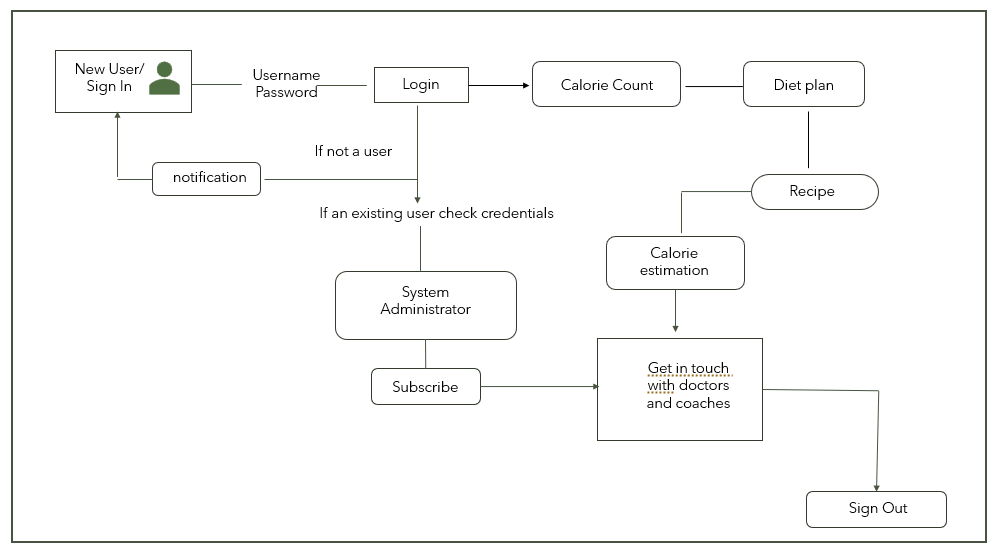 New User/
Sign In
Username
Password
Login
Calorie Count
Diet plan
If not a user
notification
Recipe
If an existing user check credentials
Calorie
estimation
System
Administrator
Subscribe
Get in touch
with doctors
and coaches
Sign Out